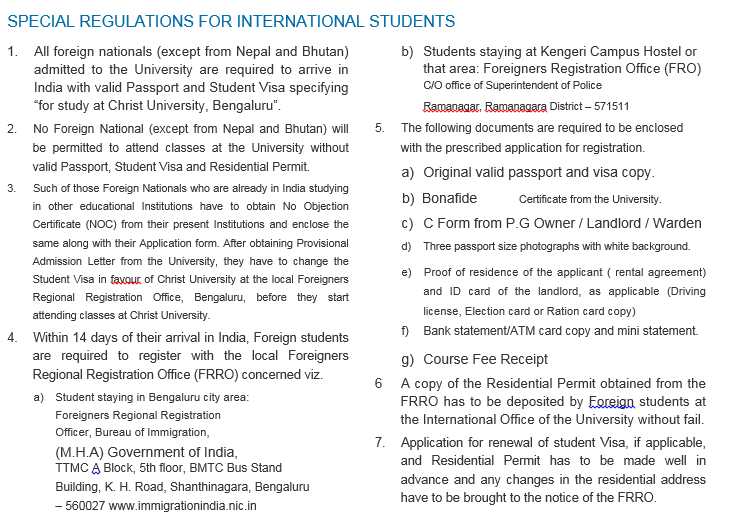 SPECIAL REGULATIONS FOR INTERNATIONAL STUDENTS
1. All foreign nationals (except from Nepal and Bhutan)
admitted to the University are required to arrive in
India with valid Passport and Student Visa specifying
“for study at Christ University, Bengaluru”.
2. No Foreign National (except from Nepal and Bhutan) will
be permitted to attend classes at the University without
valid Passport, Student Visa and Residential Permit.
3. Such of those Foreign Nationals who are already in India studying
in other educational Institutions have to obtain No Objection
Certificate (NOC) from their present Institutions and enclose the
same along with their Application form. After obtaining Provisional
Admission Letter from the University, they have to change the
Student Visa in favour of Christ University at the local Foreigners
Regional Registration Office, Bengaluru, before they start
attending classes at Christ University.
4. Within 14 days of their arrival in India, Foreign students
are required to register with the local Foreigners
Regional Registration Office (FRRO) concerned viz.
a) Student staying in Bengaluru city area:
Foreigners Regional Registration
Officer, Bureau of Immigration,
(M.H.A) Government of India,
TTMC A Block, 5th floor, BMTC Bus Stand
Building, K. H. Road, Shanthinagara, Bengaluru
– 560027 www.immigrationindia.nic.in
b) Students staying at Kengeri Campus Hostel or
that area: Foreigners Registration Office (FRO)
C/O office of Superintendent of Police
Ramanagar, Ramanagara District – 571511
5. The following documents are required to be enclosed
with the prescribed application for registration.
a) Original valid passport and visa copy.
b) Bonafide Certificate from the University.
c) C Form from P.G Owner / Landlord / Warden
d) Three passport size photographs with white background.
e) Proof of residence of the applicant ( rental agreement)
and ID card of the landlord, as applicable (Driving
license, Election card or Ration card copy)
f) Bank statement/ATM card copy and mini statement.
g) Course Fee Receipt
6 A copy of the Residential Permit obtained from the
FRRO has to be deposited by Foreign students at
the International Office of the University without fail.
7. Application for renewal of student Visa, if applicable,
and Residential Permit has to be made well in
advance and any changes in the residential address
have to be brought to the notice of the FRRO.